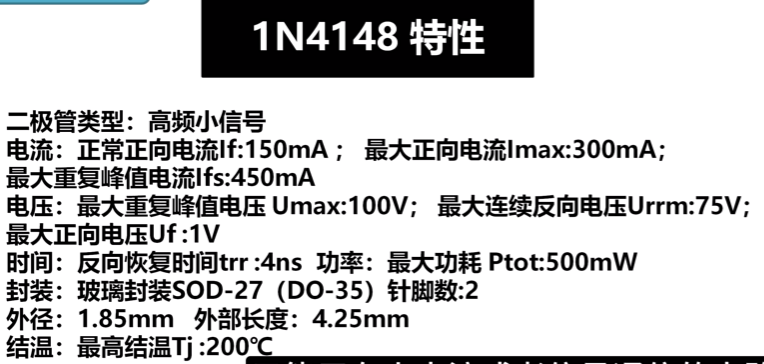 1N4148 特性
二极管类型：高频小信号
电流：正常正向电流If:150mA ； 最大正向电流Imax:300mA；
最大重复峰值电流Ifs:450mA
电压：最大重复峰值电压 Umax:100V； 最大连续反向电压Urrm:75V；
最大正向电压Uf :1V
时间：反向恢复时间trr :4ns 功率：最大功耗 Ptot:500mW
封装：玻璃封装SOD-27（DO-35）针脚数:2
外径：1.85mm 外部长度：4.25mm
结温：最高结温Tj :200℃